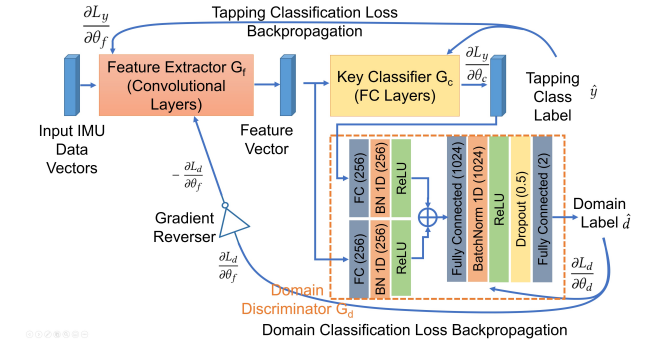 Tapping Classification Loss
Backpropagation
∂L_y
∂θ_f
Feature Extractor G_f
(Convolutional
Layers)
Key Classifier G_c
(FC Layers)
∂L_y
∂θ_c
Tapping
Class
Label
ŷ
Input IMU
Data
Vectors
Feature
Vector
FC (256)
BN 1D (256)
ReLU
FC (256)
BN 1D (256)
ReLU
Fully Connected (1024)
BatchNorm 1D (1024)
ReLU
Dropout (0.5)
Fully Connected (2)
Domain
Label d̂
− ∂L_d
∂θ_f
Gradient
Reverser
∂L_d
∂θ_f
∂L_d
∂θ_d
Domain
Discriminator G_d
Domain Classification Loss Backpropagation